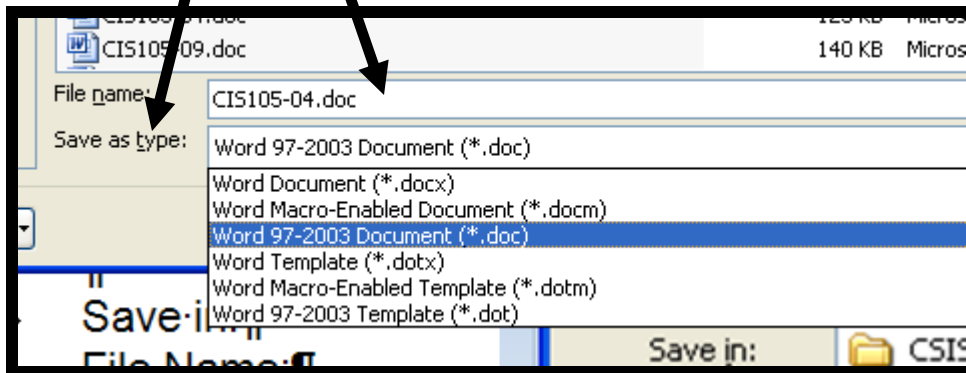 CIS105-09.doc 140 KB Micros
File name: CIS105-04.doc
Save as type: Word 97-2003 Document (*.doc)
Word Document (*.docx)
Word Macro-Enabled Document (*.docm)
Word 97-2003 Document (*.doc)
Word Template (*.dotx)
Word Macro-Enabled Template (*.dotm)
Word 97-2003 Template (*.dot)
Save in:
Save in: CSIS
File Name:¶